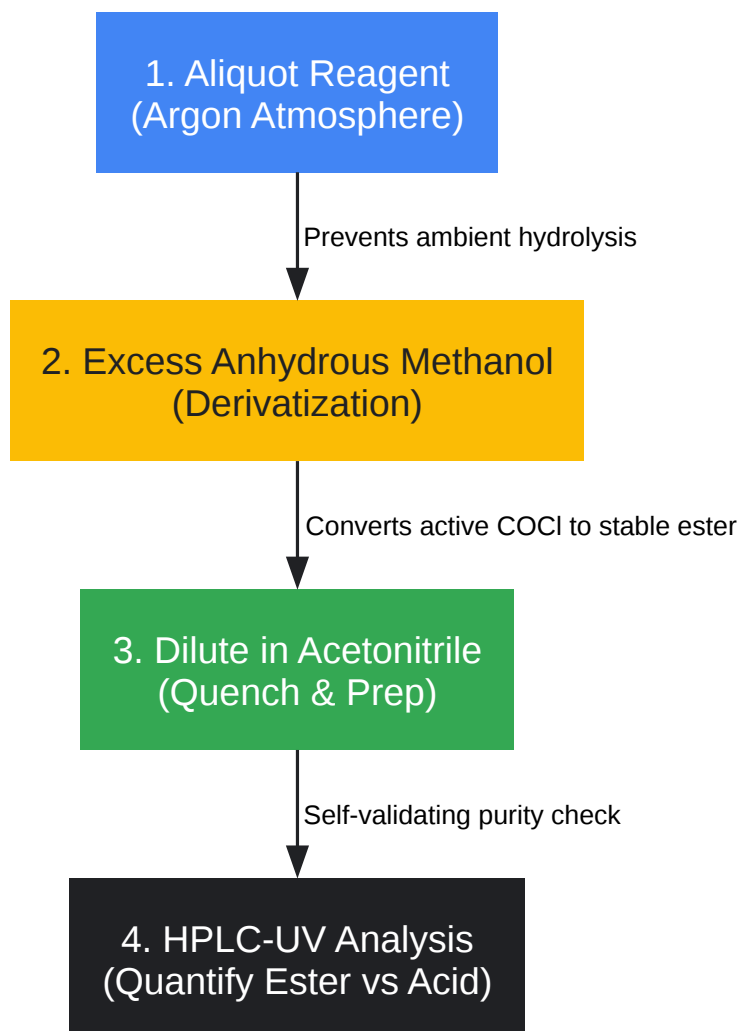 1. Aliquot Reagent
(Argon Atmosphere)
Prevents ambient hydrolysis
2. Excess Anhydrous Methanol
(Derivatization)
Converts active COCl to stable ester
3. Dilute in Acetonitrile
(Quench & Prep)
Self-validating purity check
4. HPLC-UV Analysis
(Quantify Ester vs Acid)